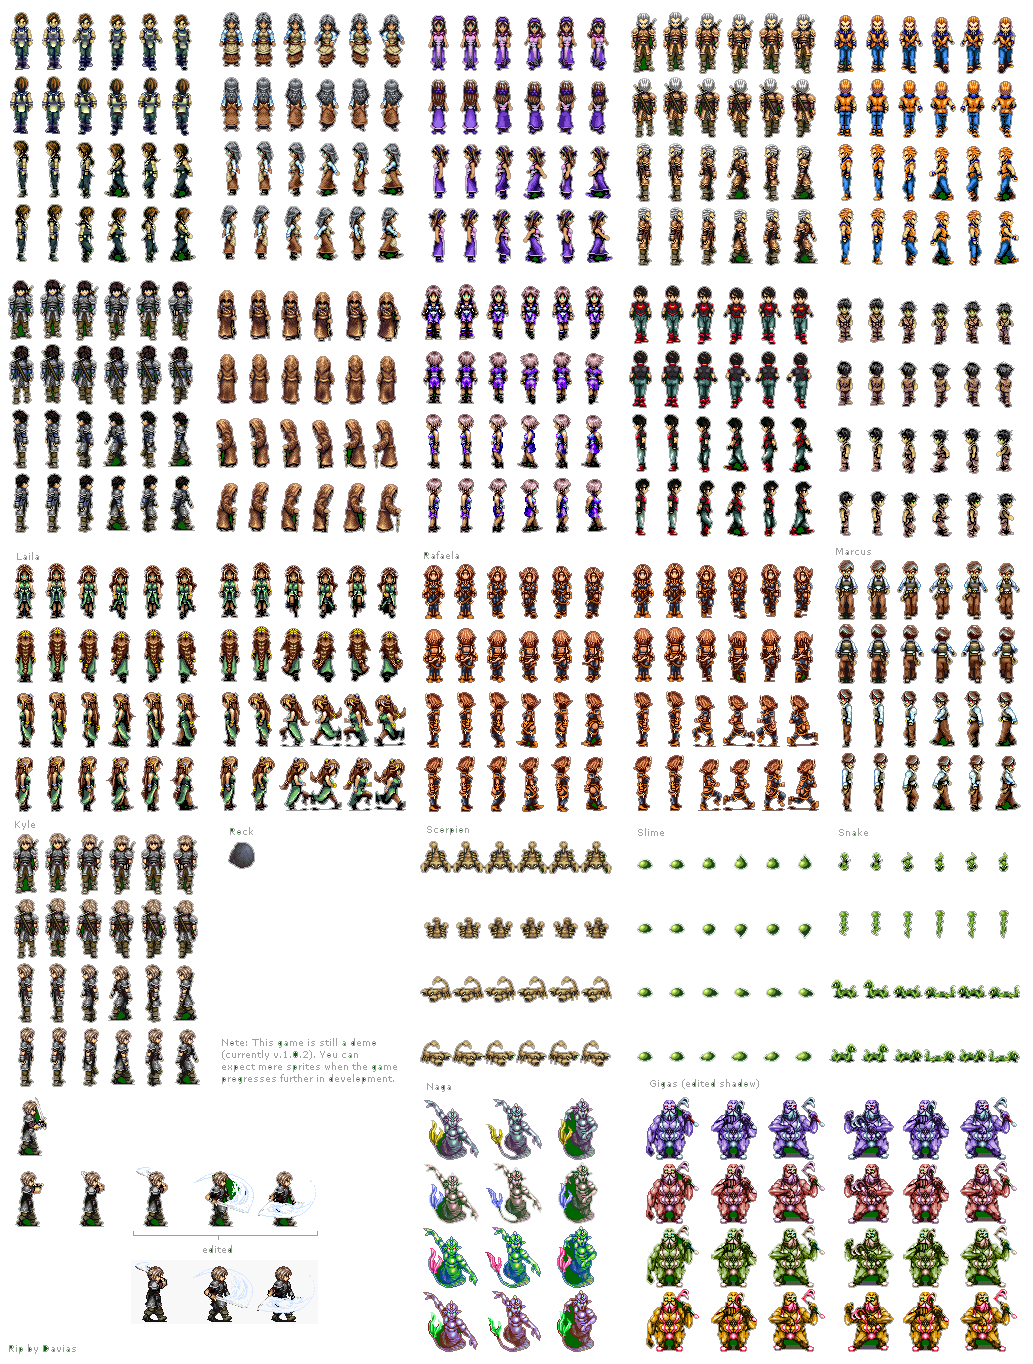 Laila
Rafaela
Marcus
Kyle
Rock
Scorpion
Slime
Snake
Note: This game is still a demo
(currently v.1.0.2). You can
expect more sprites when the game
progresses further in development.
Naga
Gigas (edited shadow)
edited
Rip by Davias